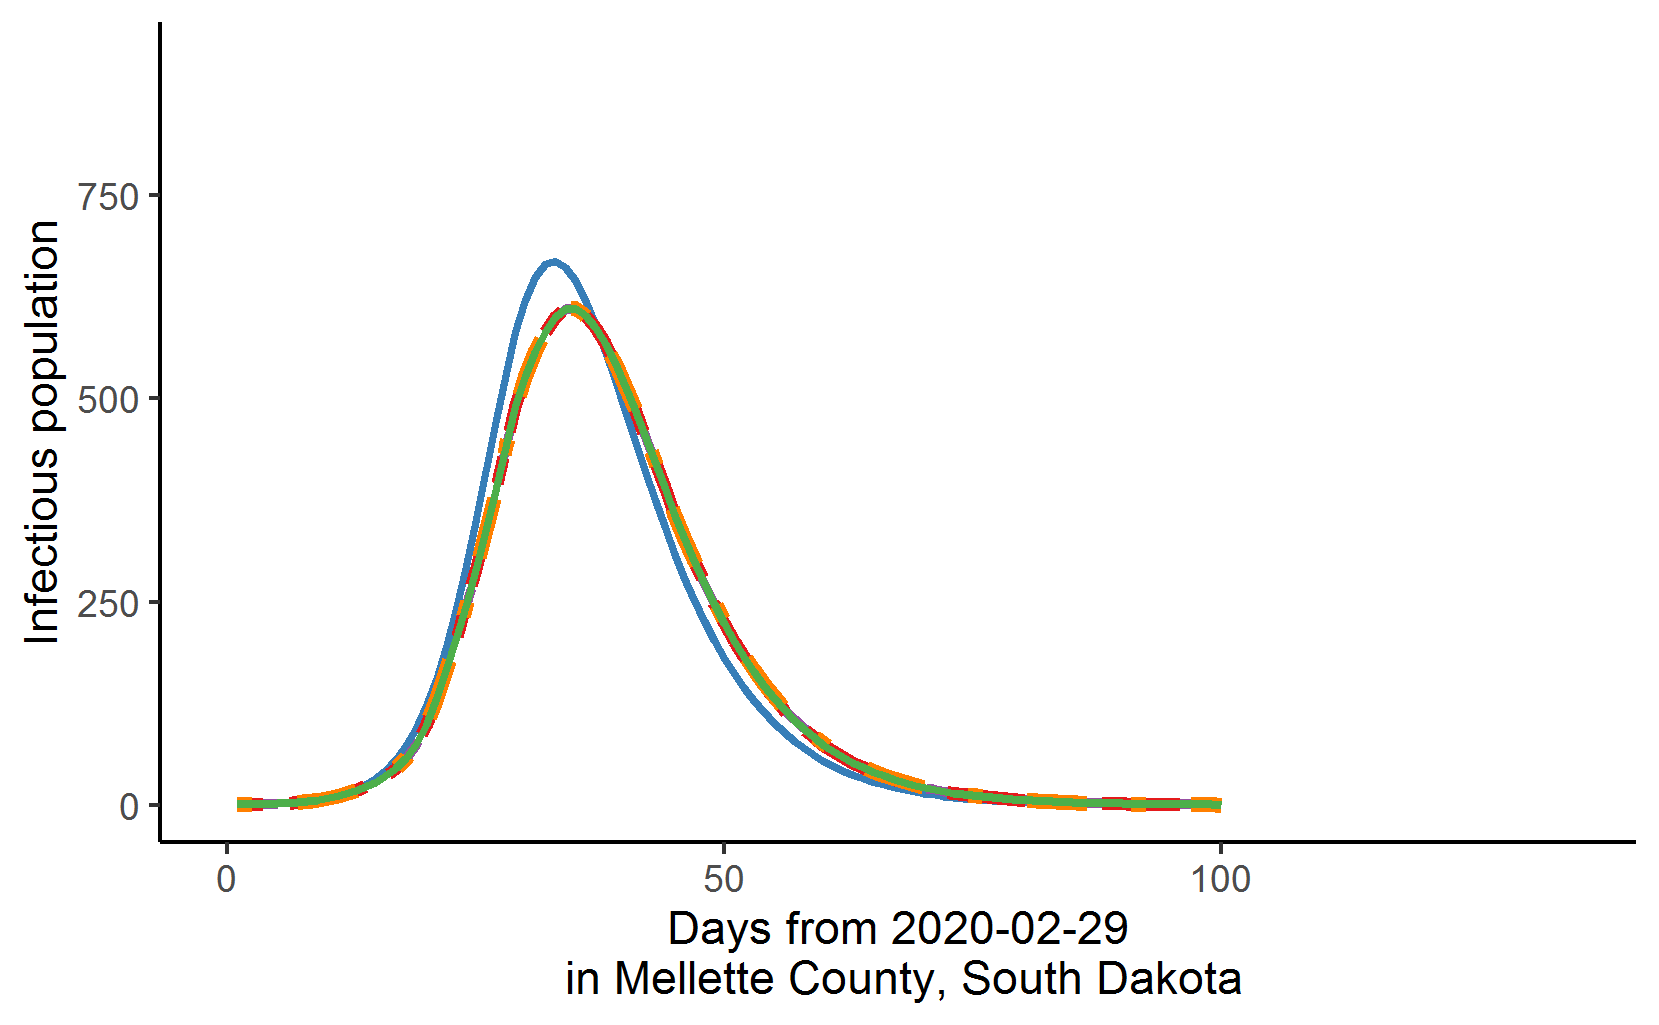 Infectious population
750
500
250
0
0 50 100
Days from 2020-02-29
in Mellette County, South Dakota